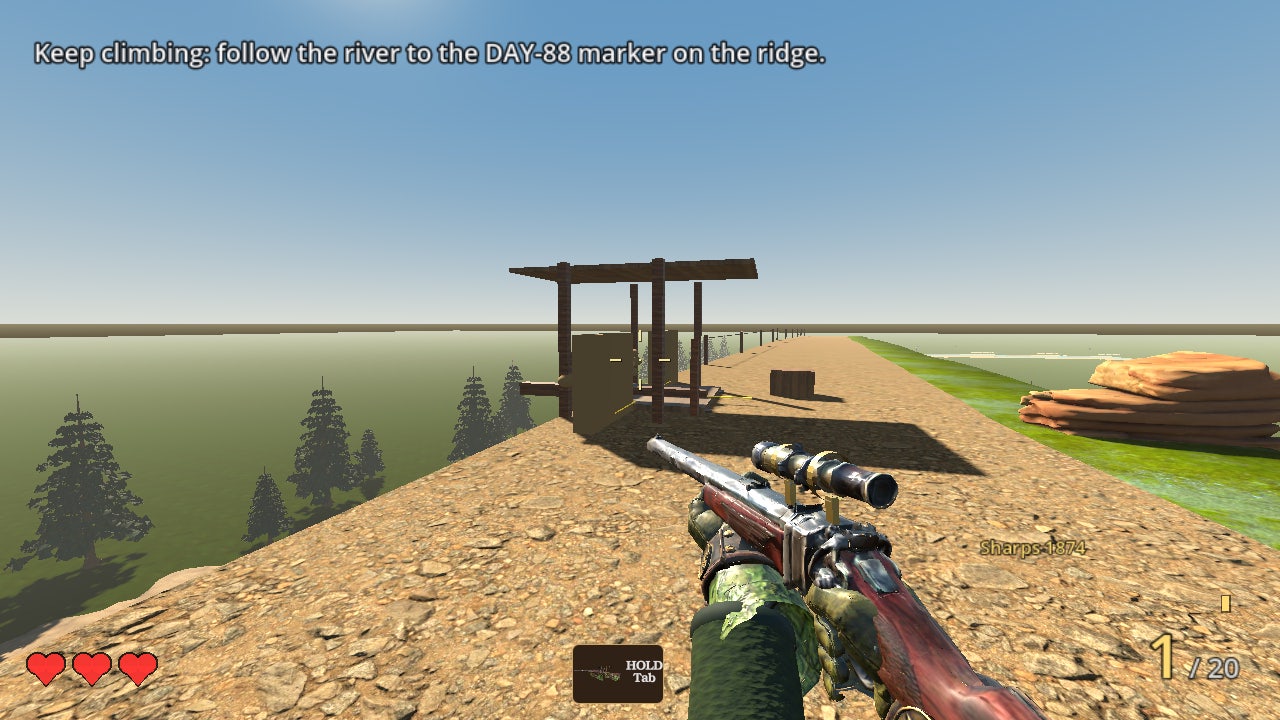 Keep climbing: follow the river to the DAY-88 marker on the ridge.
Sharps 1874
HOLD
Tab
1 / 20